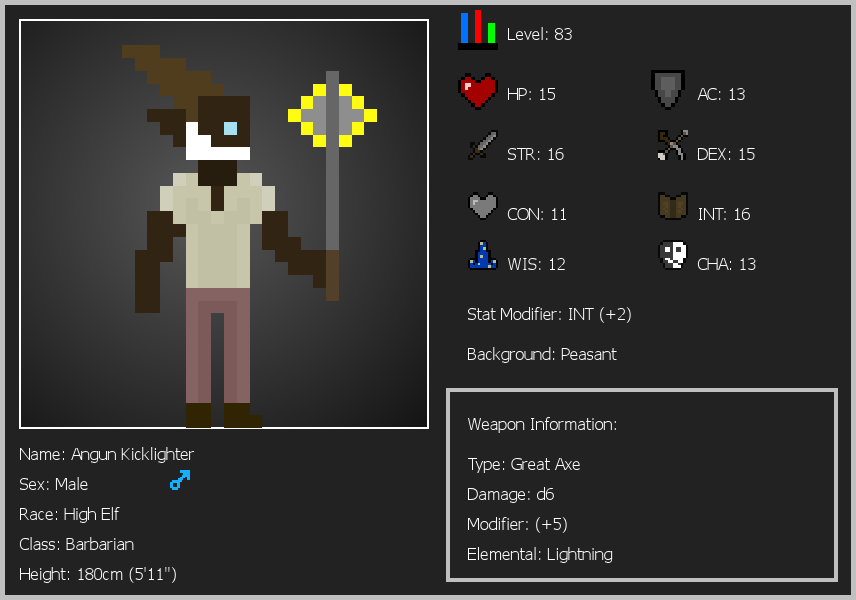 Level: 83
HP: 15
AC: 13
STR: 16
DEX: 15
CON: 11
INT: 16
WIS: 12
CHA: 13
Stat Modifier: INT (+2)
Background: Peasant
Weapon Information:
Type: Great Axe
Damage: d6
Modifier: (+5)
Elemental: Lightning
Name: Angun Kicklighter
Sex: Male
Race: High Elf
Class: Barbarian
Height: 180cm (5'11")